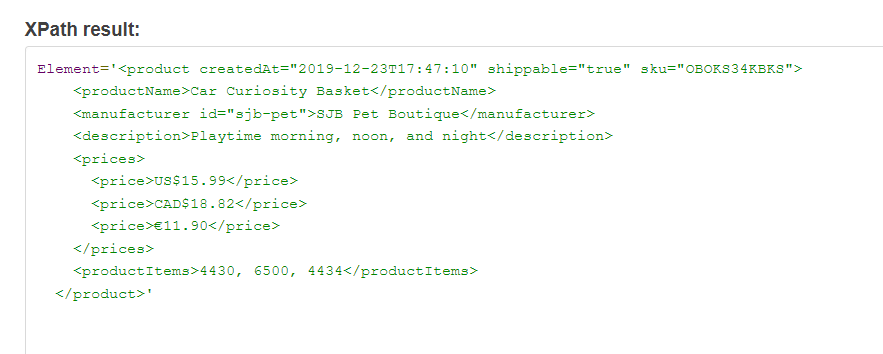 XPath result:
Element='<product createdAt="2019-12-23T17:47:10" shippable="true" sku="OBOKS34KBKS">
<productName>Car Curiosity Basket</productName>
<manufacturer id="sjb-pet">SJB Pet Boutique</manufacturer>
<description>Playtime morning, noon, and night</description>
<prices>
<price>US$15.99</price>
<price>CAD$18.82</price>
<price>€11.90</price>
</prices>
<productItems>4430, 6500, 4434</productItems>
</product>'